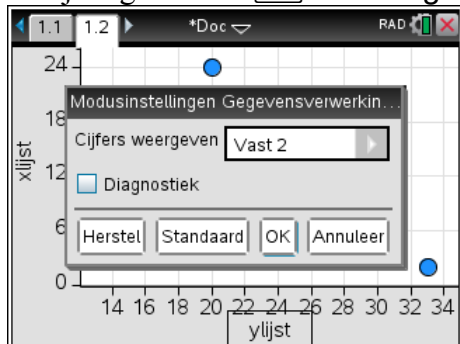 1.1 1.2 *Doc RAD
24
18
12
6
0
xlijst
Modusinstellingen Gegevensverwerkin...
Cijfers weergeven Vast 2
Diagnostiek
Herstel Standaard OK Annuleer
14 16 18 20 22 24 26 28 30 32 34
ylijst